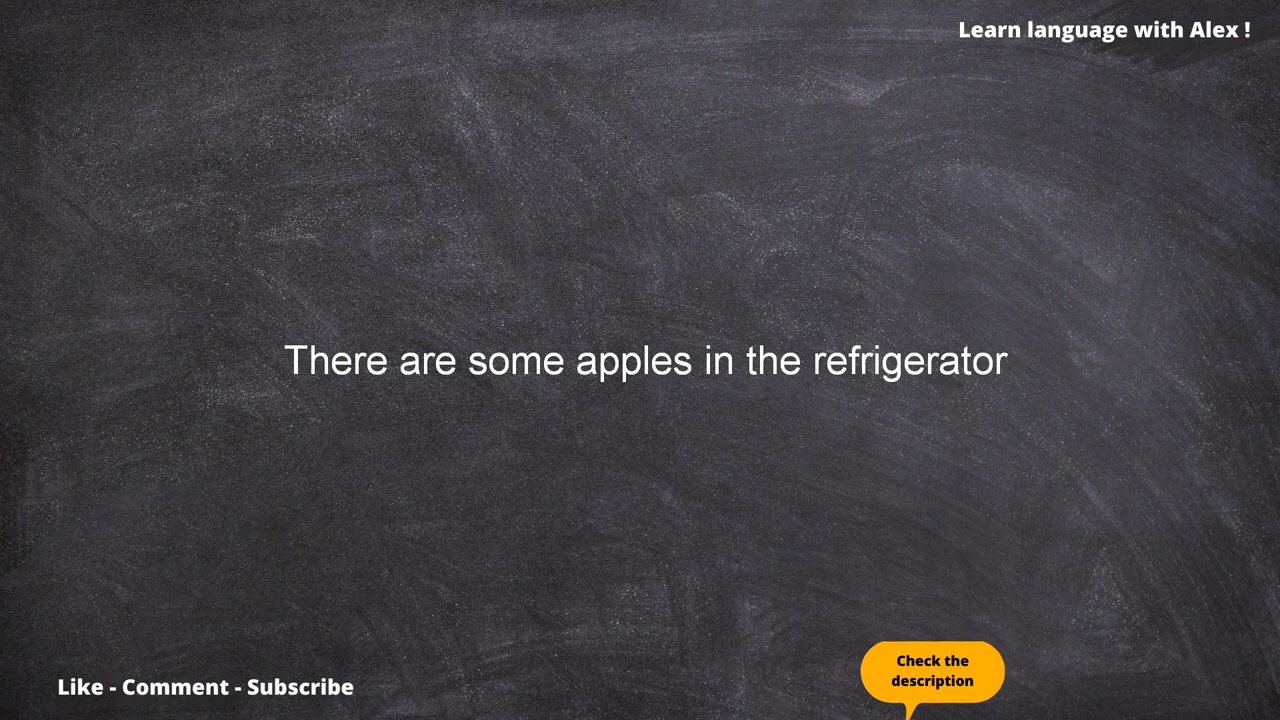 Learn language with Alex !
There are some apples in the refrigerator
Check the
description
Like - Comment - Subscribe